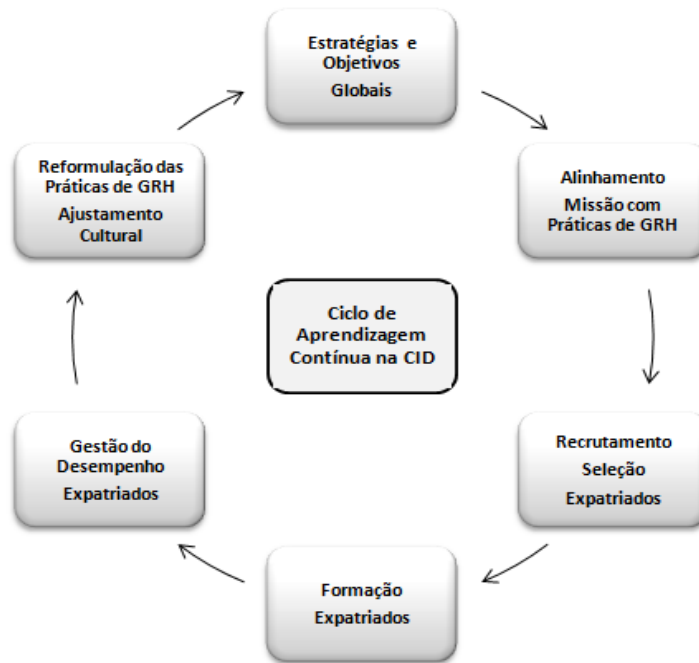 Estratégias e
Objetivos
Globais
Alinhamento
Missão com
Práticas de GRH
Recrutamento
Seleção
Expatriados
Formação
Expatriados
Gestão do
Desempenho
Expatriados
Reformulação das
Práticas de GRH
Ajustamento
Cultural
Ciclo de
Aprendizagem
Contínua na CID